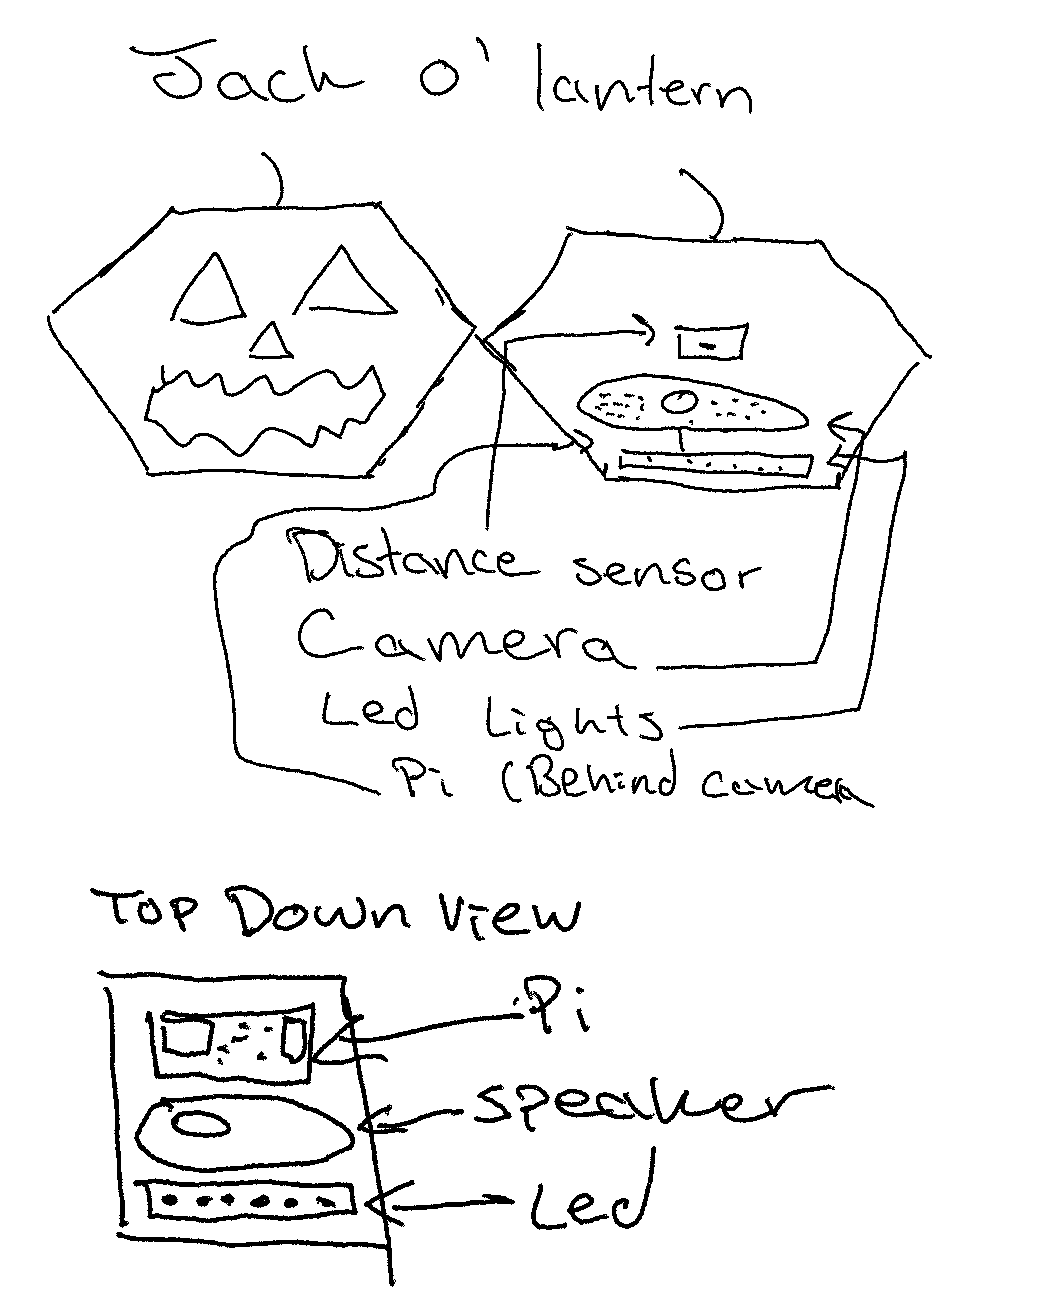 Jack o' lantern
Distance sensor
Camera
Led Lights
Pi (Behind camera
Top Down View
Pi
speaker
Led